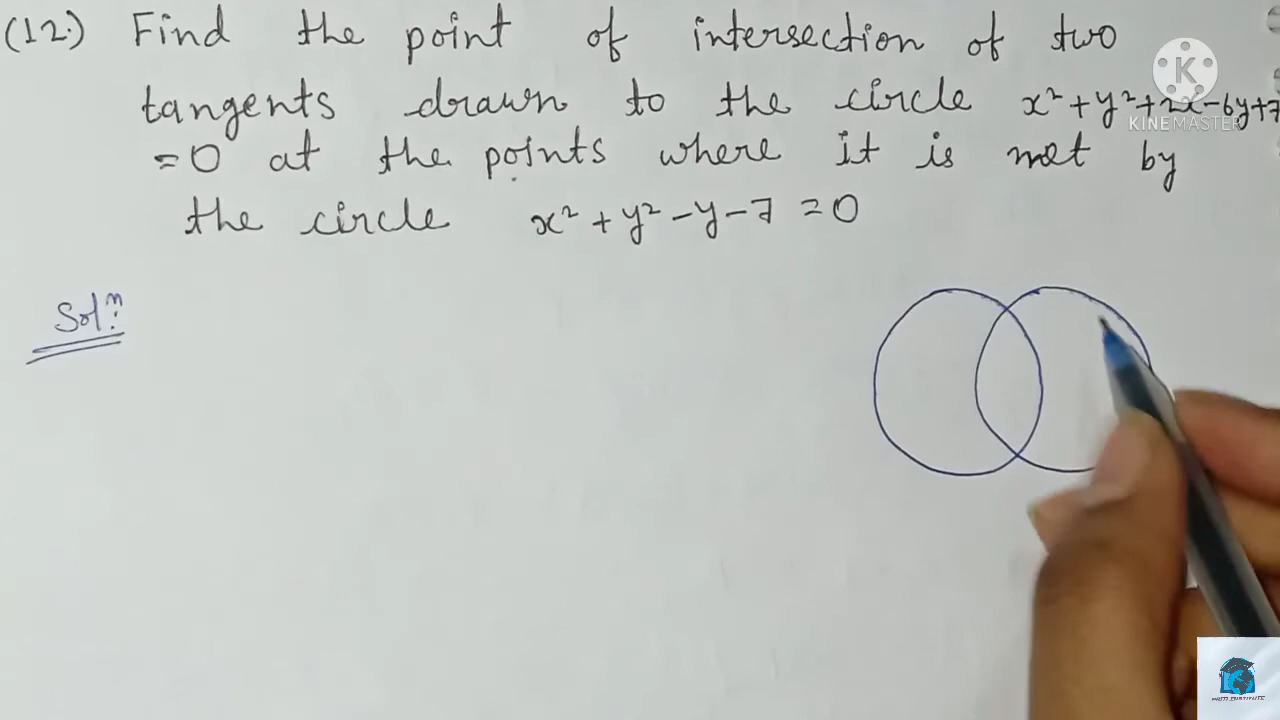 (12.) Find the point of intersection of two
tangents drawn to the circle x² + y² + 2x - 6y + 7
= 0 at the points where it is met by
the circle x² + y² - y - 7 = 0
Solⁿ:
K
KINEMASTER